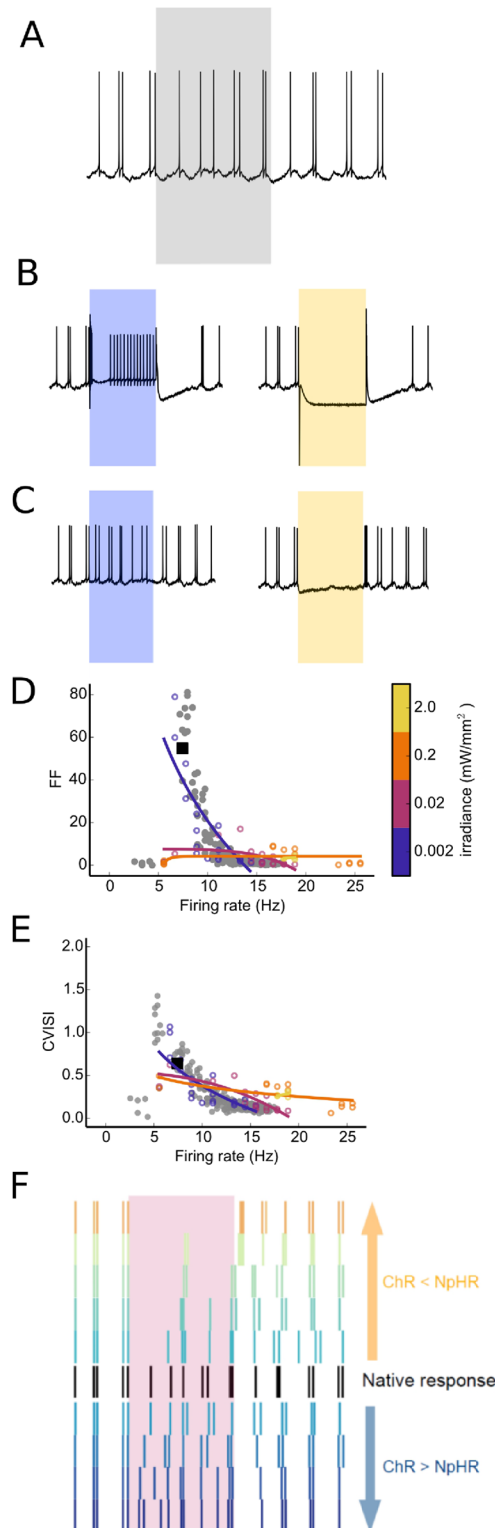 A
B
C
D
80
60
40
20
0
FF
0 5 10 15 20 25
Firing rate (Hz)
2.0
0.2
0.02
0.002
irradiance (mW/mm²)
E
2.0
1.5
1.0
0.5
0.0
CVISI
0 5 10 15 20 25
Firing rate (Hz)
F
ChR < NpHR
Native response
ChR > NpHR